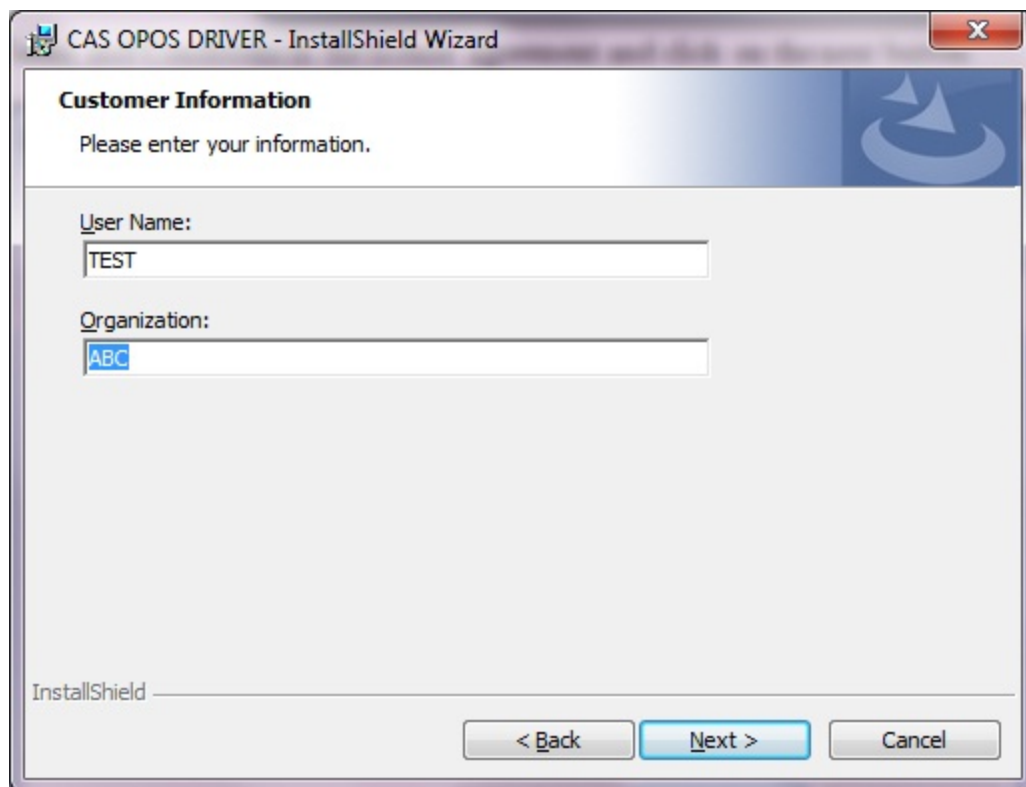 CAS OPOS DRIVER - InstallShield Wizard
Customer Information
Please enter your information.
User Name:
TEST
Organization:
ABC
InstallShield
< Back Next > Cancel